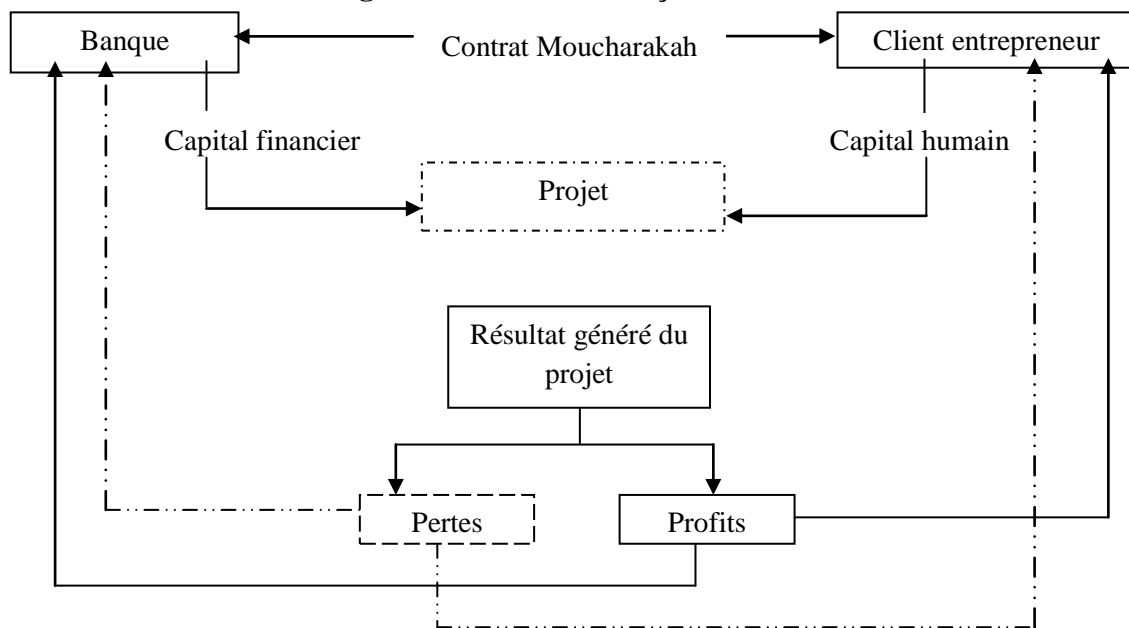 Banque
Contrat Moucharakah
Client entrepreneur
Capital financier
Capital humain
Projet
Résultat généré du
projet
Pertes
Profits